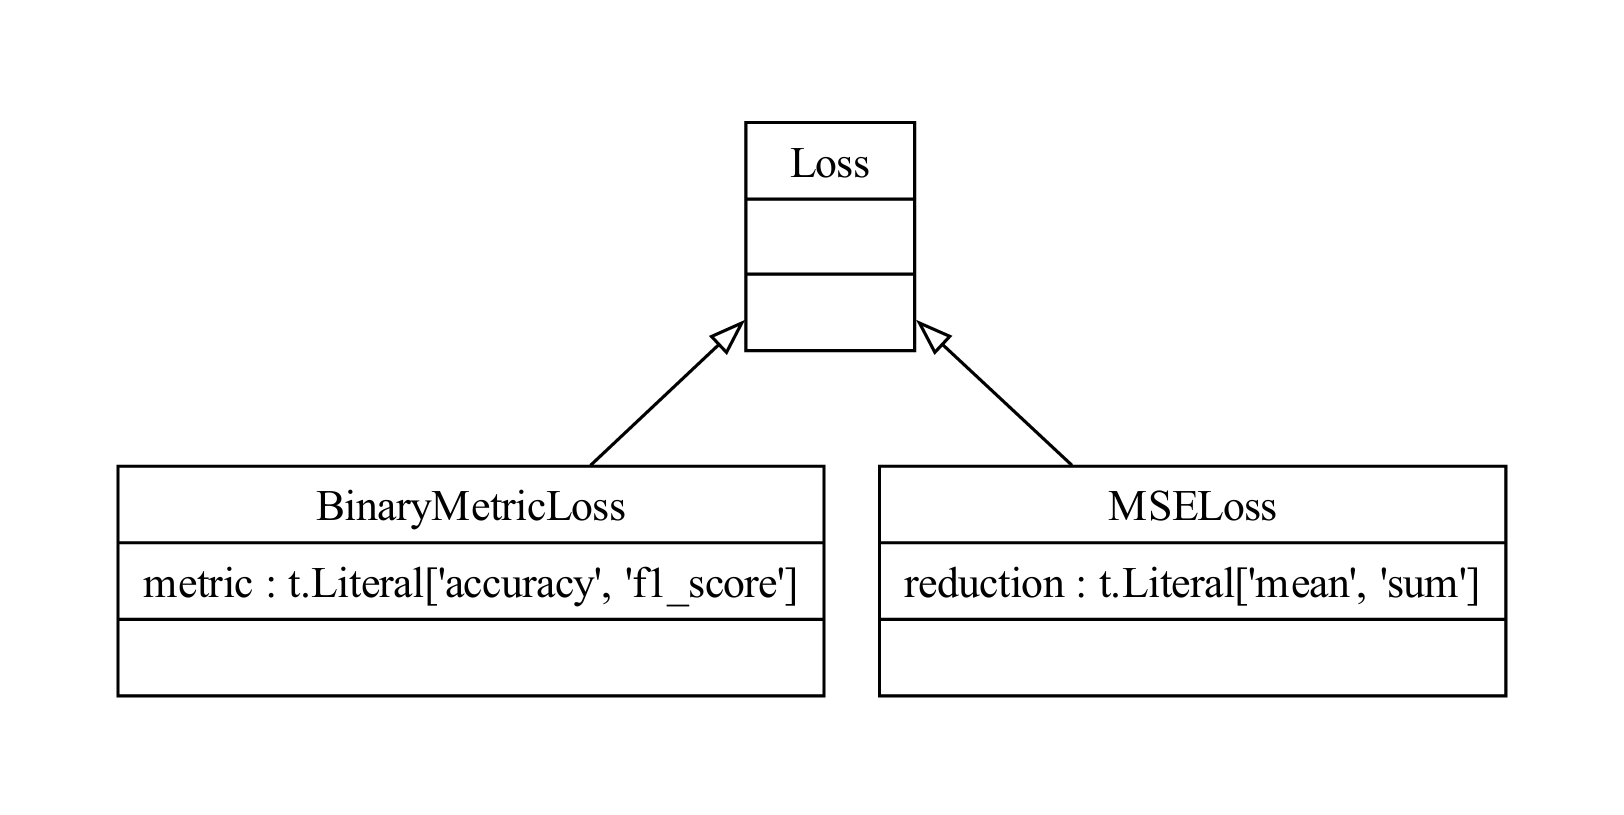 Loss
BinaryMetricLoss
metric : t.Literal['accuracy', 'f1_score']
MSELoss
reduction : t.Literal['mean', 'sum']